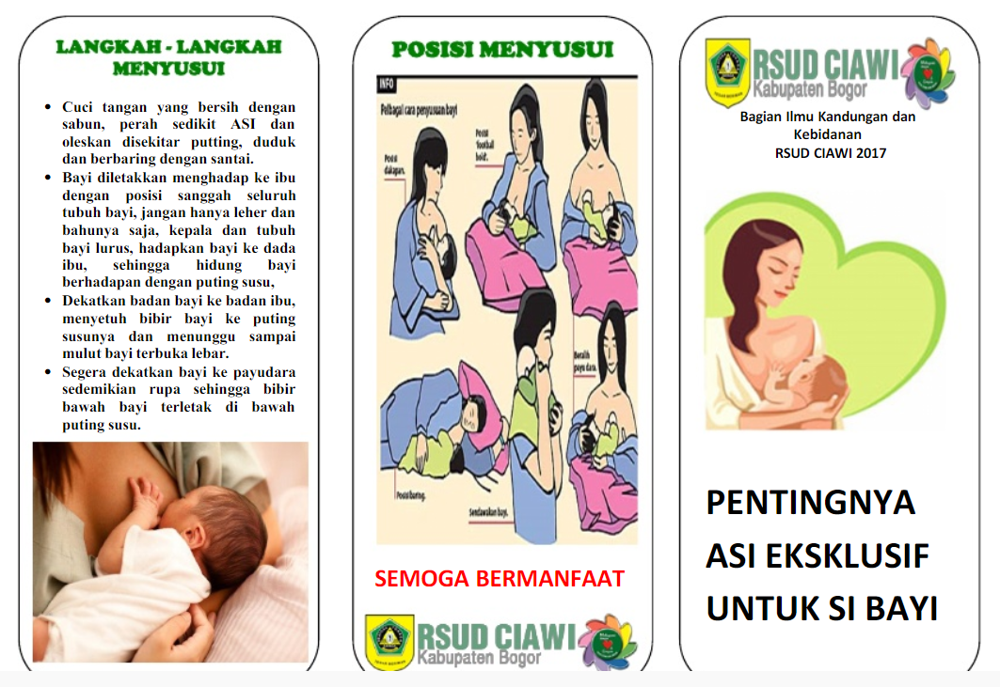 LANGKAH - LANGKAH
MENYUSUI
• Cuci tangan yang bersih dengan
sabun, perah sedikit ASI dan
oleskan disekitar putting, duduk
dan berbaring dengan santai.
• Bayi diletakkan menghadap ke ibu
dengan posisi sanggah seluruh
tubuh bayi, jangan hanya leher dan
bahunya saja, kepala dan tubuh
bayi lurus, hadapkan bayi ke dada
ibu, sehingga hidung bayi
berhadapan dengan puting susu,
• Dekatkan badan bayi ke badan ibu,
menyetuh bibir bayi ke puting
susunya dan menunggu sampai
mulut bayi terbuka lebar.
• Segera dekatkan bayi ke payudara
sedemikian rupa sehingga bibir
bawah bayi terletak di bawah
puting susu.
POSISI MENYUSUI
INFO
Pelbagai cara penyusuan bayi
Posisi
dakapan.
Posisi
'football
hold'.
Beralih
payu dara.
Posisi baring.
Sendawakan bayi.
SEMOGA BERMANFAAT
RSUD CIAWI
Kabupaten Bogor
RSUD CIAWI
Kabupaten Bogor
Bagian Ilmu Kandungan dan
Kebidanan
RSUD CIAWI 2017
PENTINGNYA
ASI EKSKLUSIF
UNTUK SI BAYI